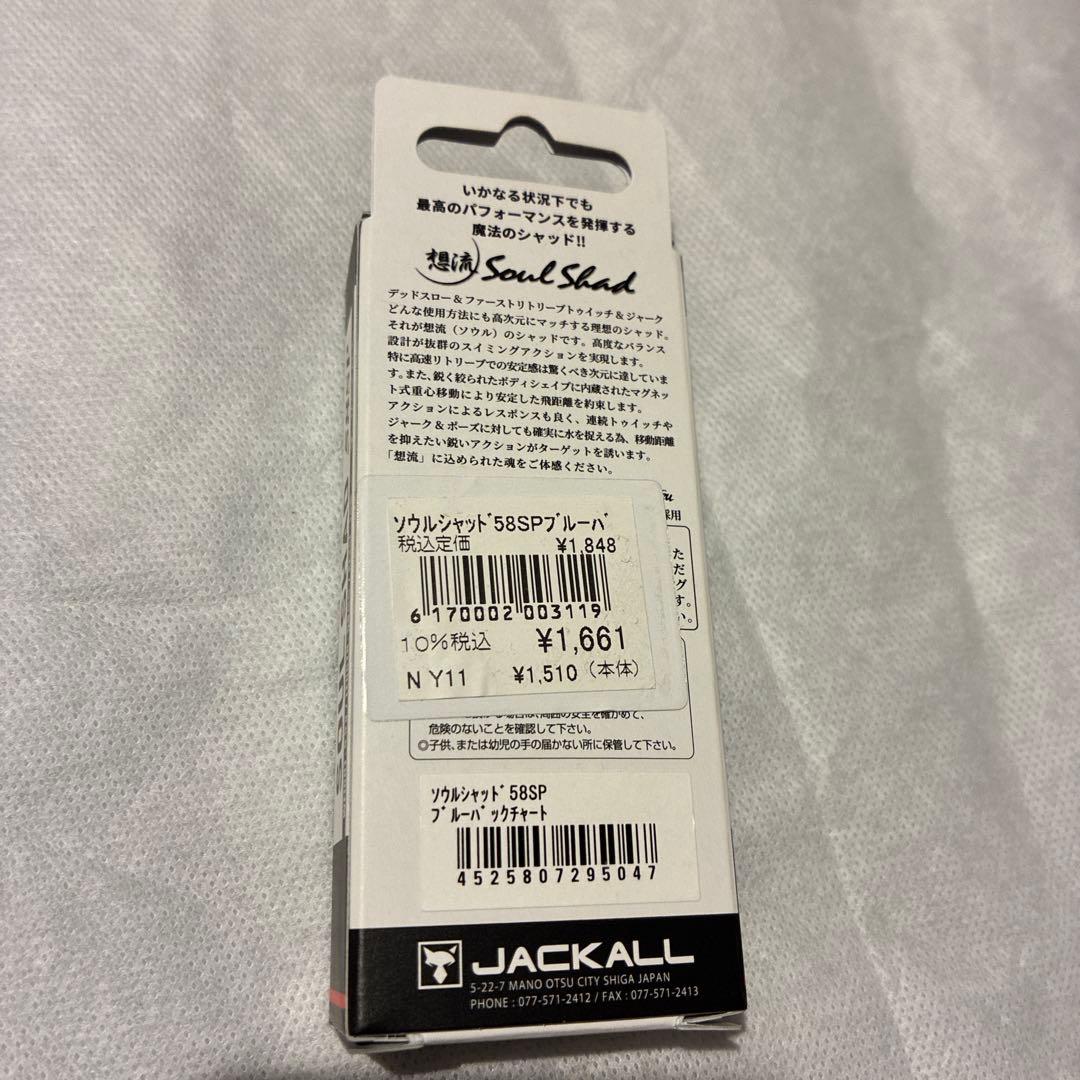 いかなる状況下でも
最高のパフォーマンスを発揮する
魔法のシャッド!!
想流 Soul Shad
デッドスロー&ファーストリトリーブトゥイッチ&ジャーク
どんな使用方法にも高次元にマッチする理想のシャッド。
それが想流（ソウル）のシャッドです。高度なバランス
設計が抜群のスイミングアクションを実現します。
特に高速リトリーブでの安定感は驚くべき次元に達していま
す。また、鋭く絞られたボディシェイプに内蔵されたマグネッ
ト式重心移動により安定した飛距離を約束します。
アクションによるレスポンスも良く、連続トゥイッチや
ジャーク&ポーズに対しても確実に水を捉える為、移動距離
を抑えたい鋭いアクションがターゲットを誘います。
「想流」に込められた魂をご体感ください。
採用
ｿｳﾙｼｬｯﾄﾞ58SPﾌﾞﾙｰﾊﾞ
税込定価 ¥1,848
6 170002 003119
10%税込 ¥1,661
N Y11 ¥1,510（本体）
危険のないことを確認して下さい。
◎子供、または幼児の手の届かない所に保管して下さい。
ｿｳﾙｼｬｯﾄﾞ58SP
ﾌﾞﾙｰﾊﾞｯｸﾁｬｰﾄ
4525807295047
JACKALL
5-22-7 MANO OTSU CITY SHIGA JAPAN
PHONE : 077-571-2412 / FAX : 077-571-2413